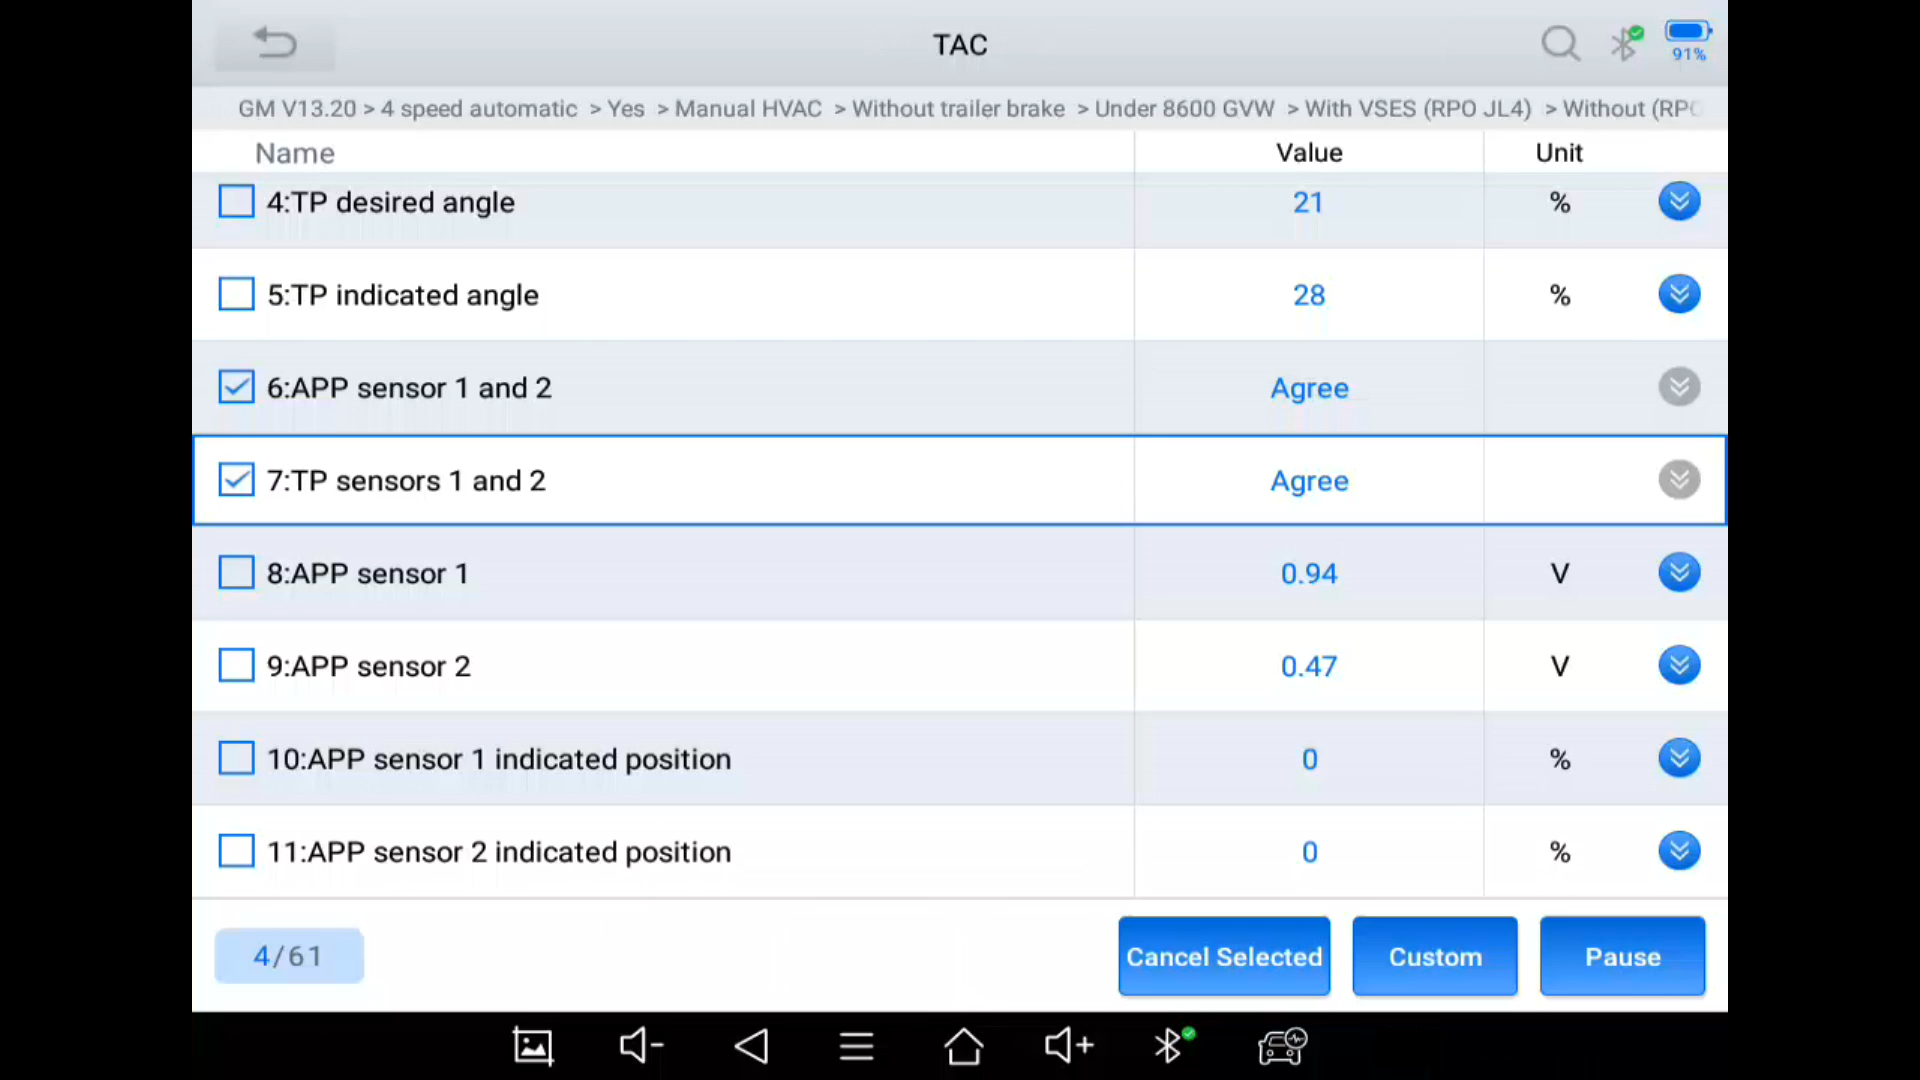 TAC
91%
GM V13.20 > 4 speed automatic > Yes > Manual HVAC > Without trailer brake > Under 8600 GVW > With VSES (RPO JL4) > Without (RPO
Name Value Unit
4:TP desired angle 21 %
5:TP indicated angle 28 %
6:APP sensor 1 and 2 Agree
7:TP sensors 1 and 2 Agree
8:APP sensor 1 0.94 V
9:APP sensor 2 0.47 V
10:APP sensor 1 indicated position 0 %
11:APP sensor 2 indicated position 0 %
4/61 Cancel Selected Custom Pause